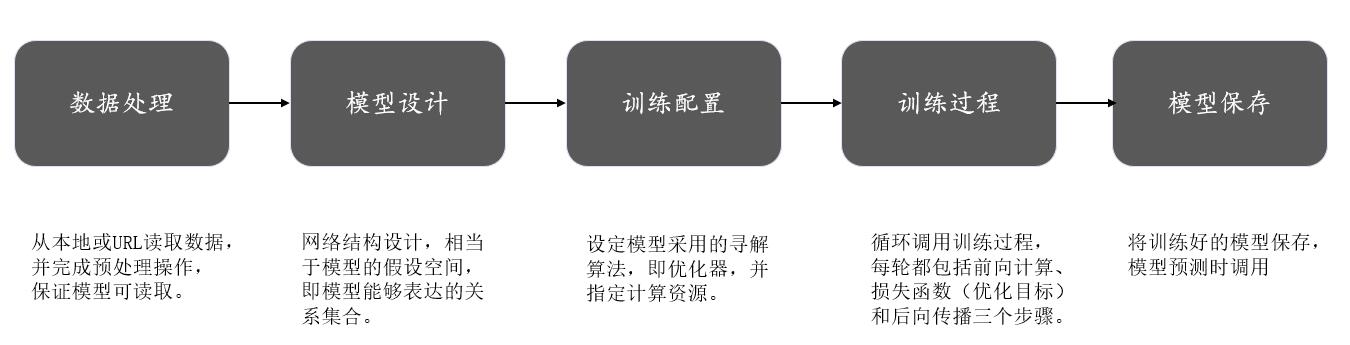 数据处理
模型设计
训练配置
训练过程
模型保存
从本地或URL读取数据，
并完成预处理操作，
保证模型可读取。
网络结构设计，相当
于模型的假设空间，
即模型能够表达的关
系集合。
设定模型采用的寻解
算法，即优化器，并
指定计算资源。
循环调用训练过程，
每轮都包括前向计算、
损失函数（优化目标）
和后向传播三个步骤。
将训练好的模型保存，
模型预测时调用